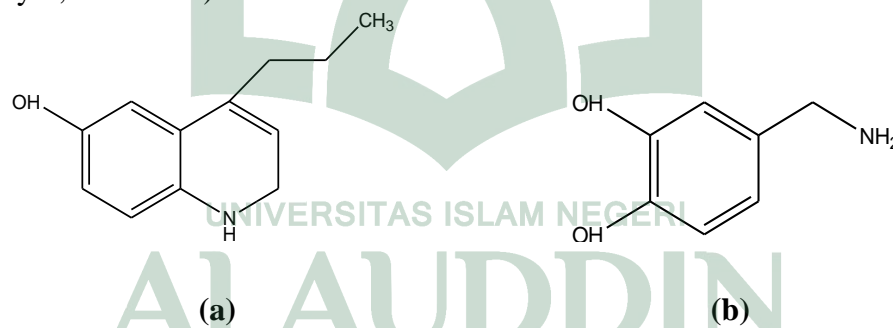 CH3
OH
N
H
OH
OH
NH2
UNIVERSITAS ISLAM NEGERI
ALAUDDIN
(a)
(b)